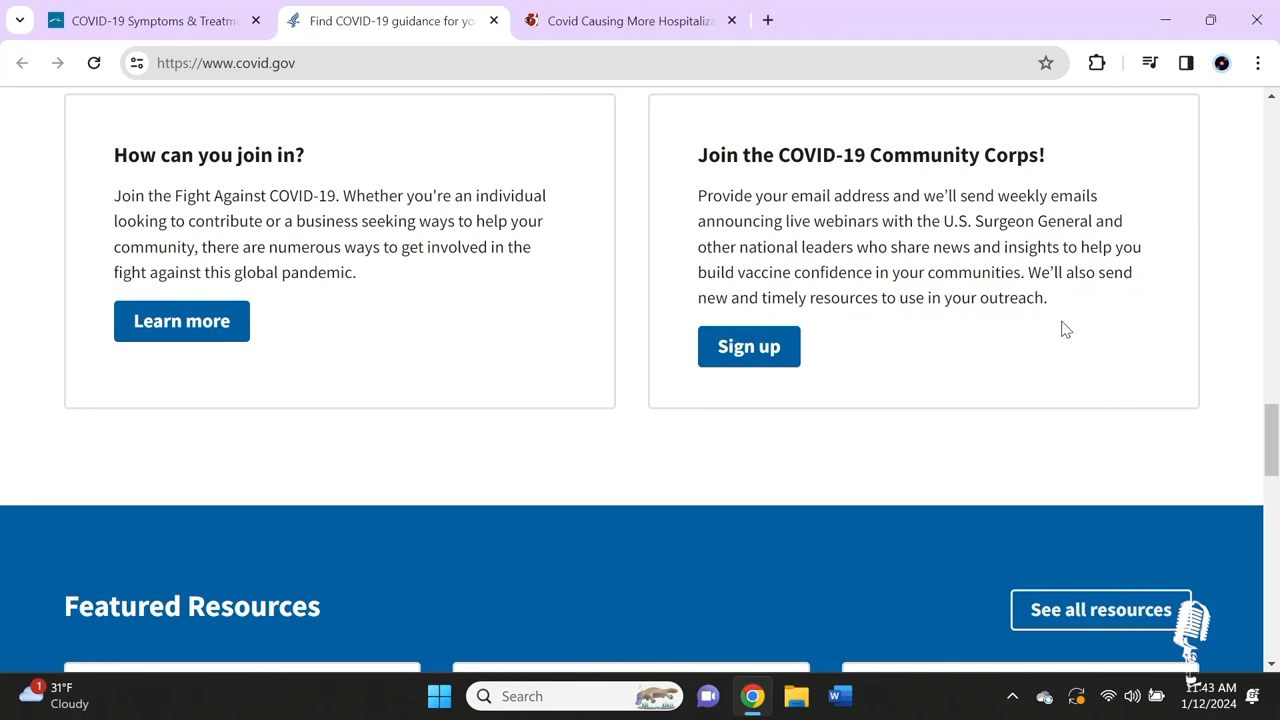 COVID-19 Symptoms & Treatm
Find COVID-19 guidance for yo
Covid Causing More Hospitaliza
https://www.covid.gov
How can you join in?
Join the Fight Against COVID-19. Whether you're an individual
looking to contribute or a business seeking ways to help your
community, there are numerous ways to get involved in the
fight against this global pandemic.
Learn more
Join the COVID-19 Community Corps!
Provide your email address and we'll send weekly emails
announcing live webinars with the U.S. Surgeon General and
other national leaders who share news and insights to help you
build vaccine confidence in your communities. We'll also send
new and timely resources to use in your outreach.
Sign up
Featured Resources
See all resources
1
31°F
Cloudy
Search
11:43 AM
1/12/2024